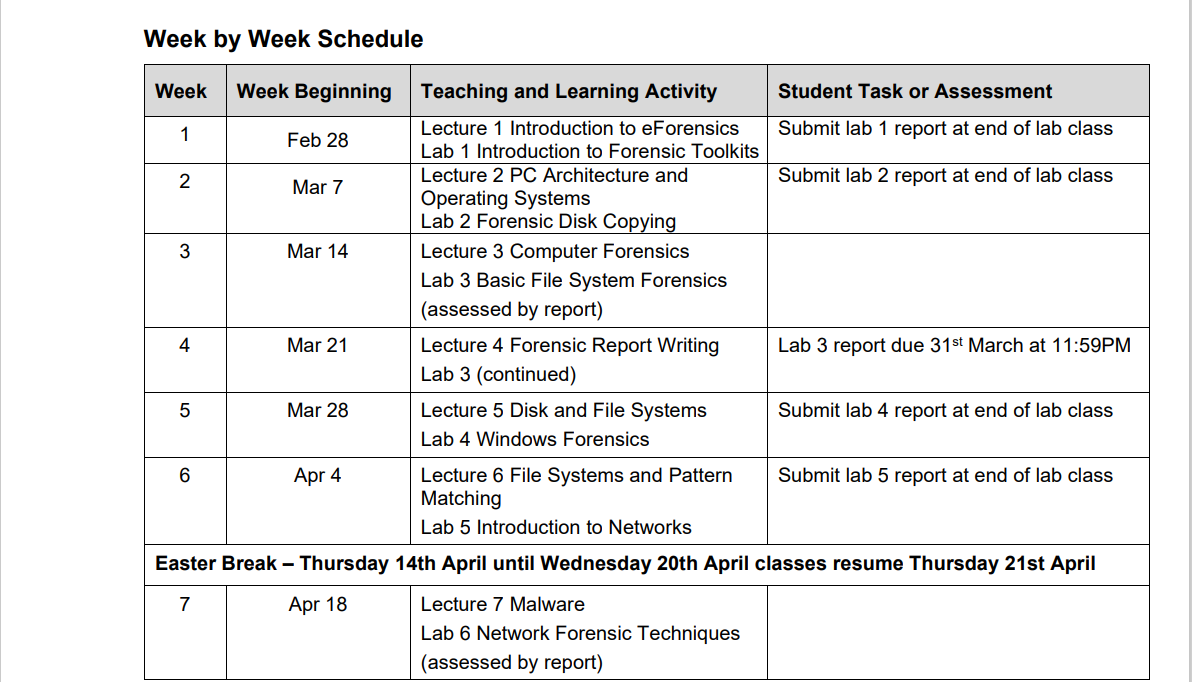 Week by Week Schedule
Week Week Beginning Teaching and Learning Activity Student Task or Assessment
1 Feb 28 Lecture 1 Introduction to eForensics Submit lab 1 report at end of lab class
Lab 1 Introduction to Forensic Toolkits
2 Mar 7 Lecture 2 PC Architecture and Submit lab 2 report at end of lab class
Operating Systems
Lab 2 Forensic Disk Copying
3 Mar 14 Lecture 3 Computer Forensics
Lab 3 Basic File System Forensics
(assessed by report)
4 Mar 21 Lecture 4 Forensic Report Writing Lab 3 report due 31st March at 11:59PM
Lab 3 (continued)
5 Mar 28 Lecture 5 Disk and File Systems Submit lab 4 report at end of lab class
Lab 4 Windows Forensics
6 Apr 4 Lecture 6 File Systems and Pattern Submit lab 5 report at end of lab class
Matching
Lab 5 Introduction to Networks
Easter Break – Thursday 14th April until Wednesday 20th April classes resume Thursday 21st April
7 Apr 18 Lecture 7 Malware
Lab 6 Network Forensic Techniques
(assessed by report)